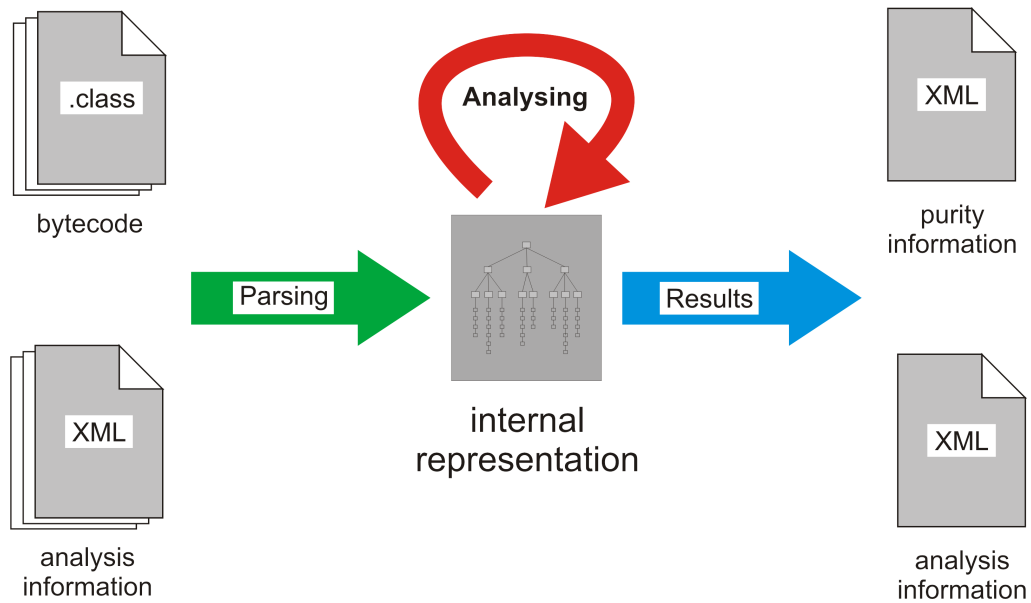 .class
bytecode
XML
analysis
information
Parsing
Analysing
internal
representation
Results
XML
purity
information
XML
analysis
information